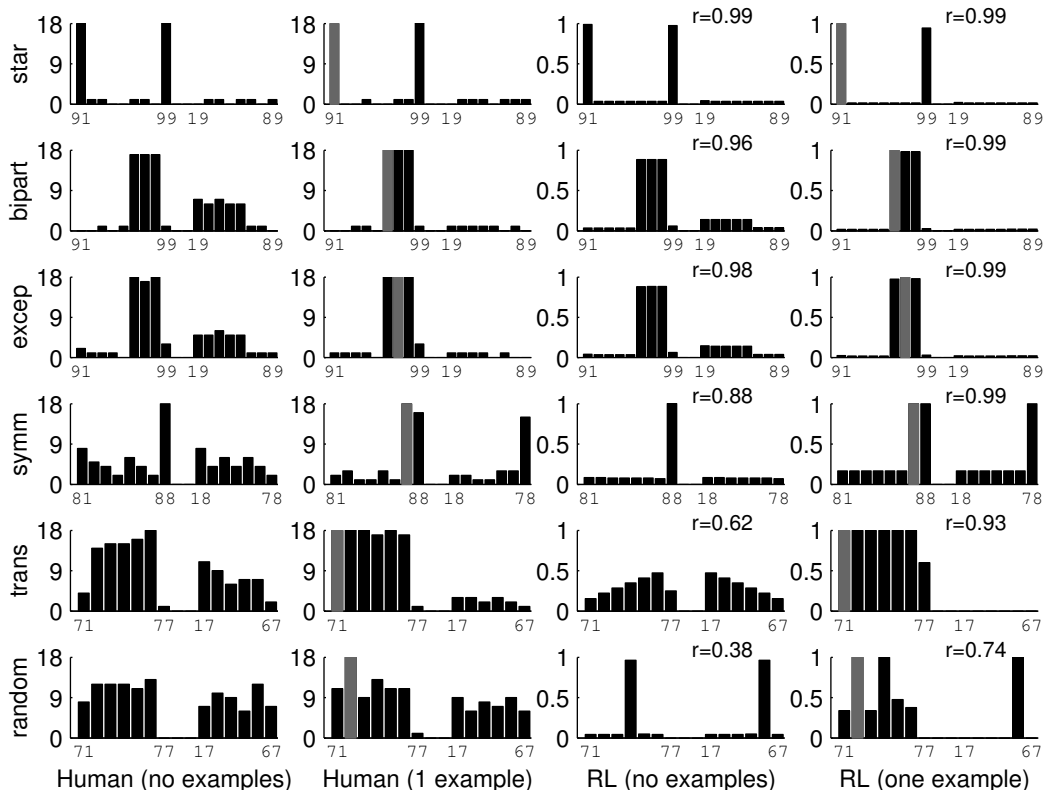 star
18
9
0
91 99 19 89
18
9
0
91 99 19 89
r=0.99
1
0.5
0
91 99 19 89
r=0.99
1
0.5
0
91 99 19 89
bipart
18
9
0
91 99 19 89
18
9
0
91 99 19 89
r=0.96
1
0.5
0
91 99 19 89
r=0.99
1
0.5
0
91 99 19 89
excep
18
9
0
91 99 19 89
18
9
0
91 99 19 89
r=0.98
1
0.5
0
91 99 19 89
r=0.99
1
0.5
0
91 99 19 89
symm
18
9
0
81 88 18 78
18
9
0
81 88 18 78
r=0.88
1
0.5
0
81 88 18 78
r=0.99
1
0.5
0
81 88 18 78
trans
18
9
0
71 77 17 67
18
9
0
71 77 17 67
r=0.62
1
0.5
0
71 77 17 67
r=0.93
1
0.5
0
71 77 17 67
random
18
9
0
71 77 17 67
18
9
0
71 77 17 67
r=0.38
1
0.5
0
71 77 17 67
r=0.74
1
0.5
0
71 77 17 67
Human (no examples)
Human (1 example)
RL (no examples)
RL (one example)